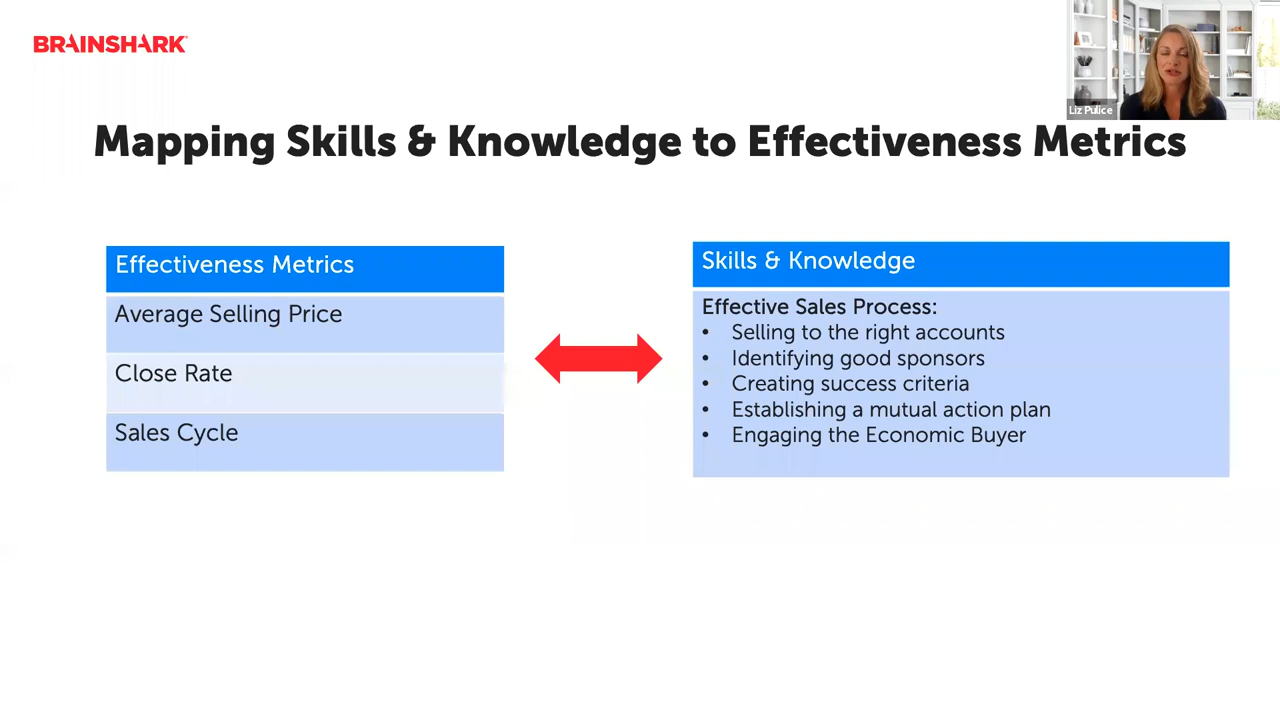 BRAINSHARK
Liz Pulice
Mapping Skills & Knowledge to Effectiveness Metrics
Effectiveness Metrics
Average Selling Price
Close Rate
Sales Cycle
Skills & Knowledge
Effective Sales Process:
• Selling to the right accounts
• Identifying good sponsors
• Creating success criteria
• Establishing a mutual action plan
• Engaging the Economic Buyer